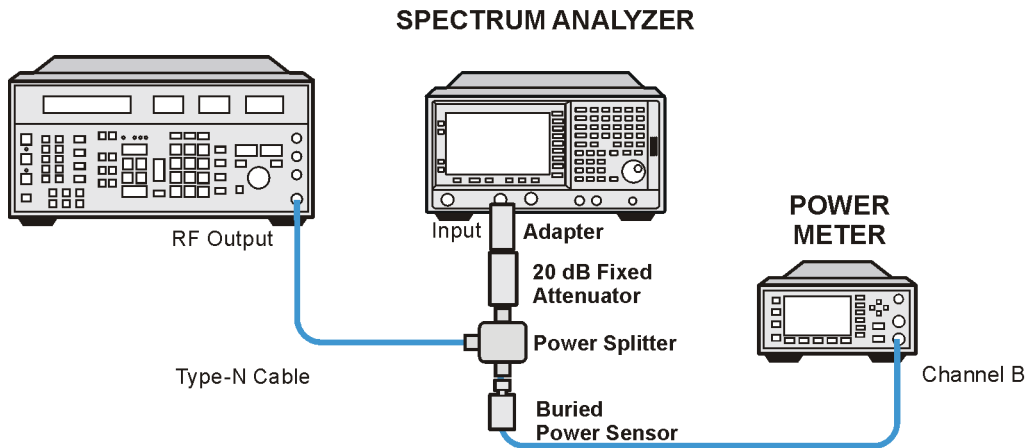 SPECTRUM ANALYZER
RF Output
Input
Adapter
20 dB Fixed
Attenuator
POWER
METER
Power Splitter
Type-N Cable
Channel B
Buried
Power Sensor